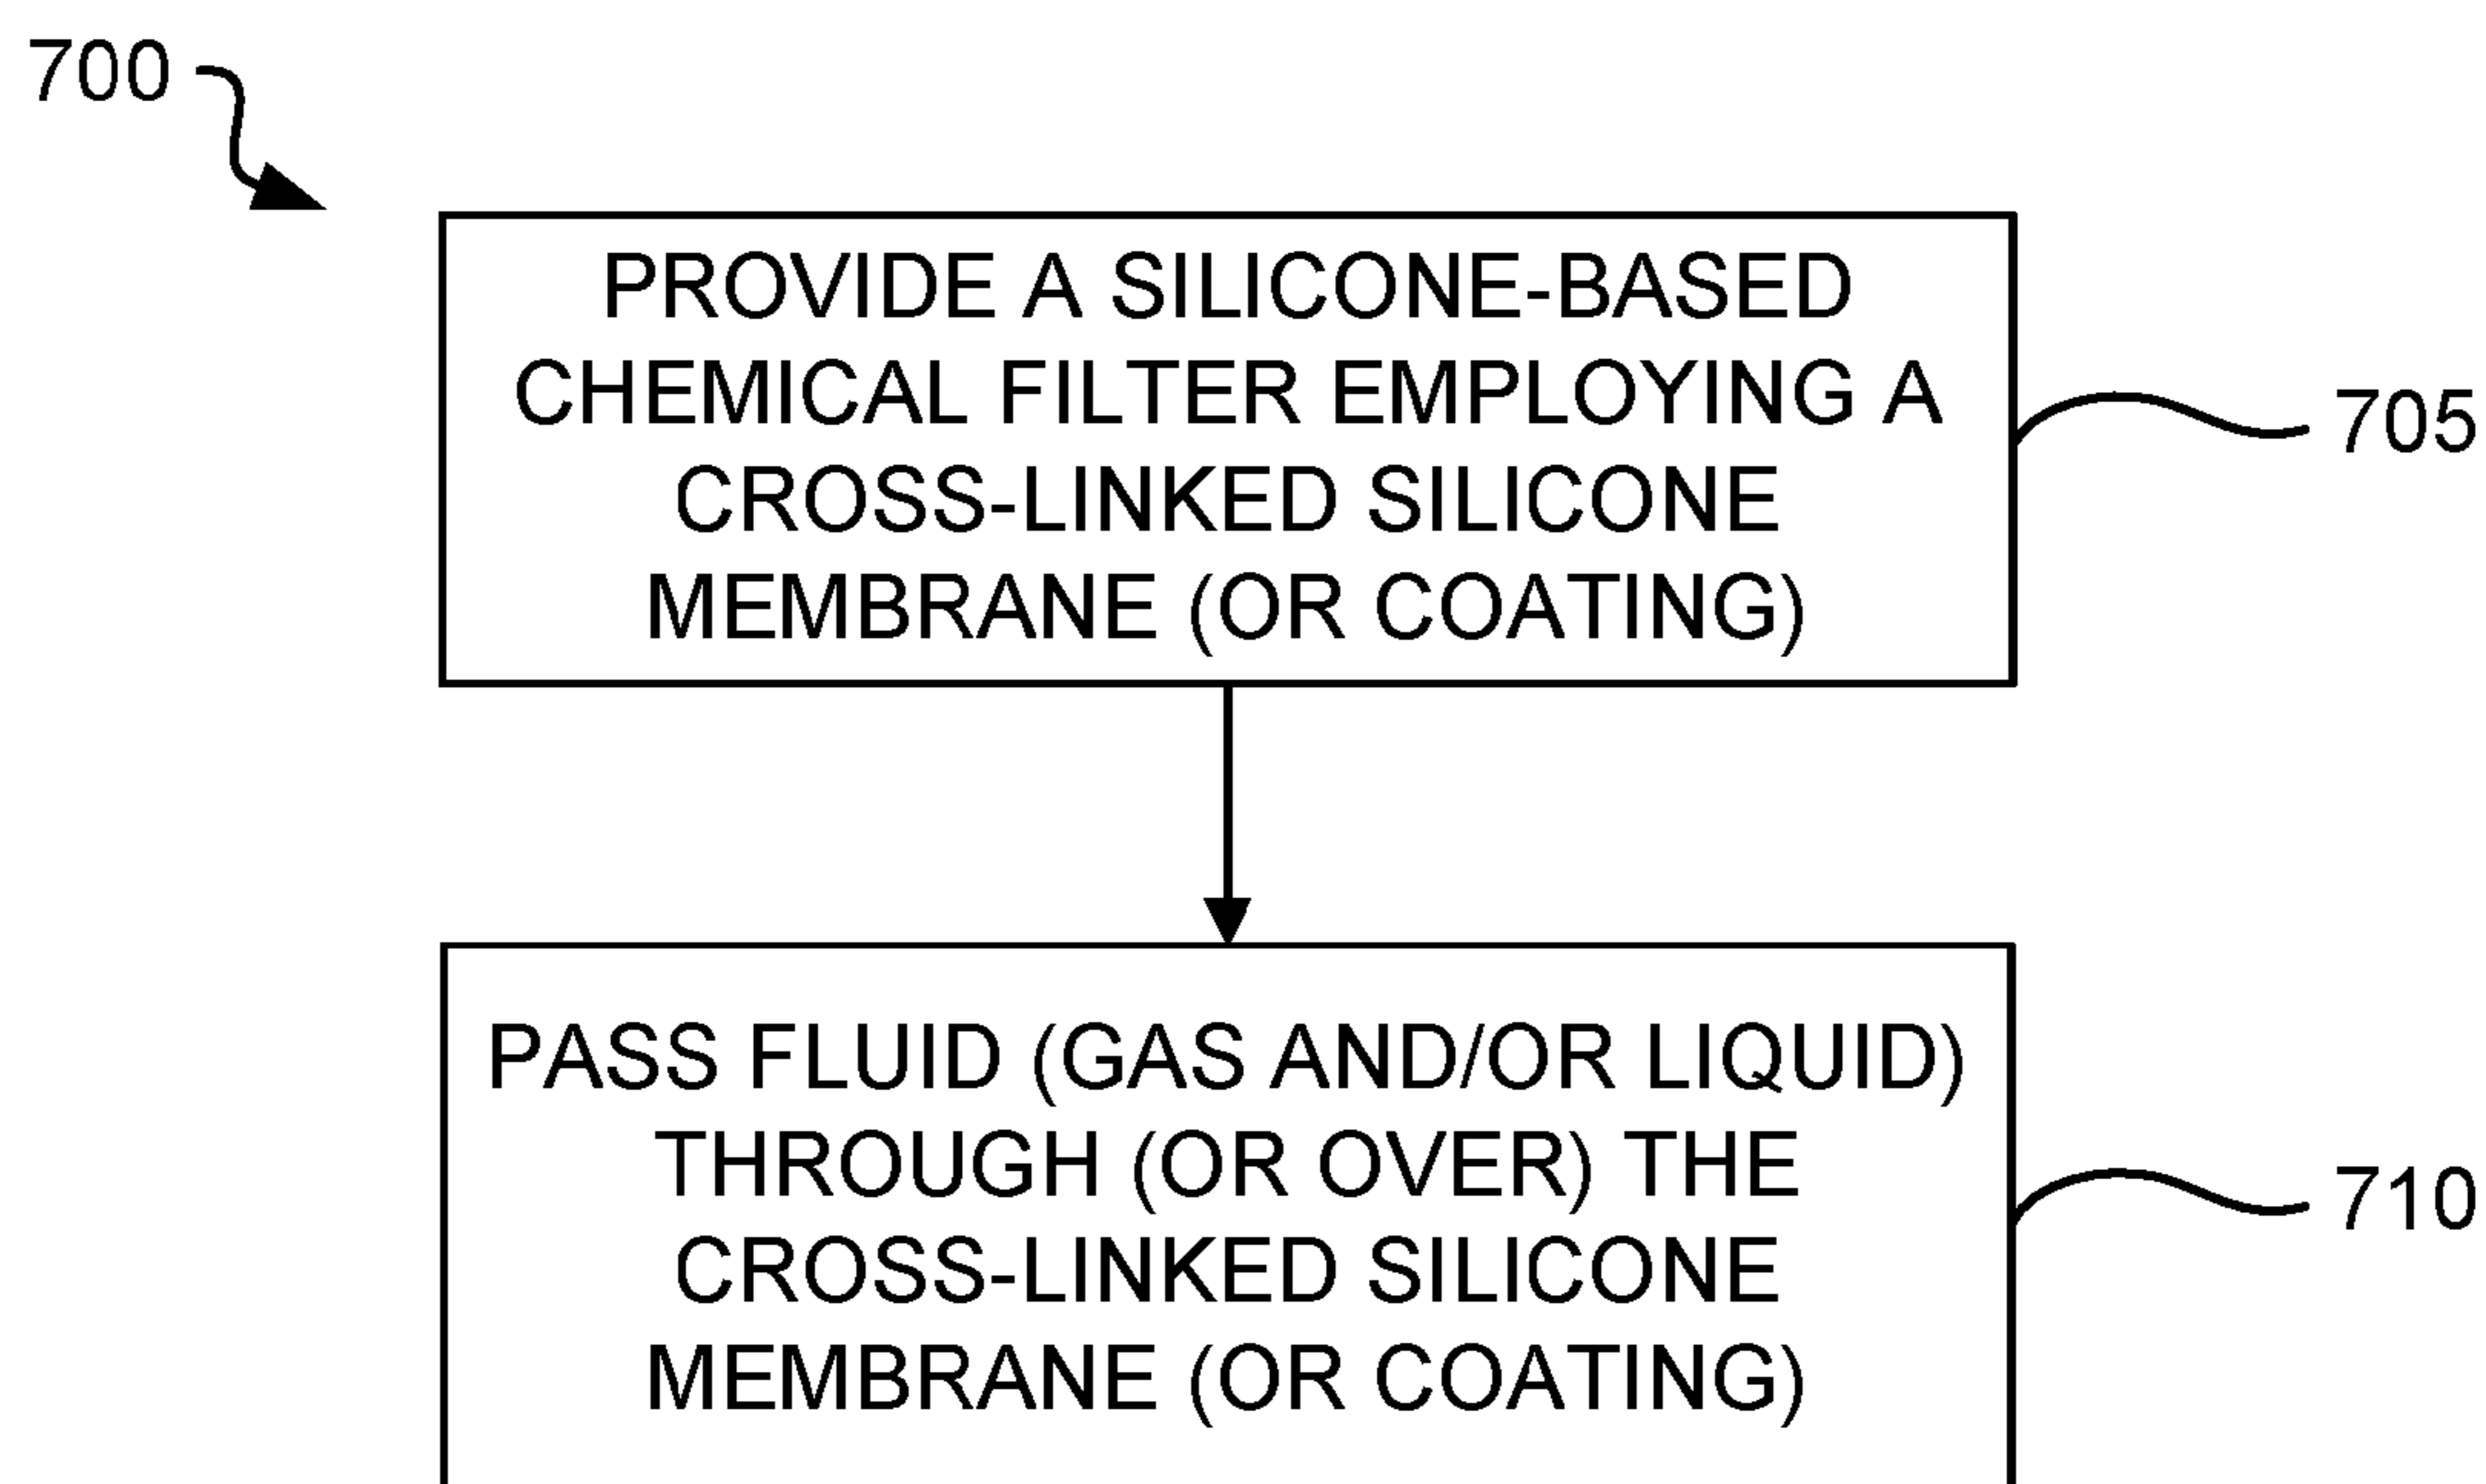 700
PROVIDE A SILICONE-BASED
CHEMICAL FILTER EMPLOYING A
CROSS-LINKED SILICONE
MEMBRANE (OR COATING)
705
PASS FLUID (GAS AND/OR LIQUID)
THROUGH (OR OVER) THE
CROSS-LINKED SILICONE
MEMBRANE (OR COATING)
710